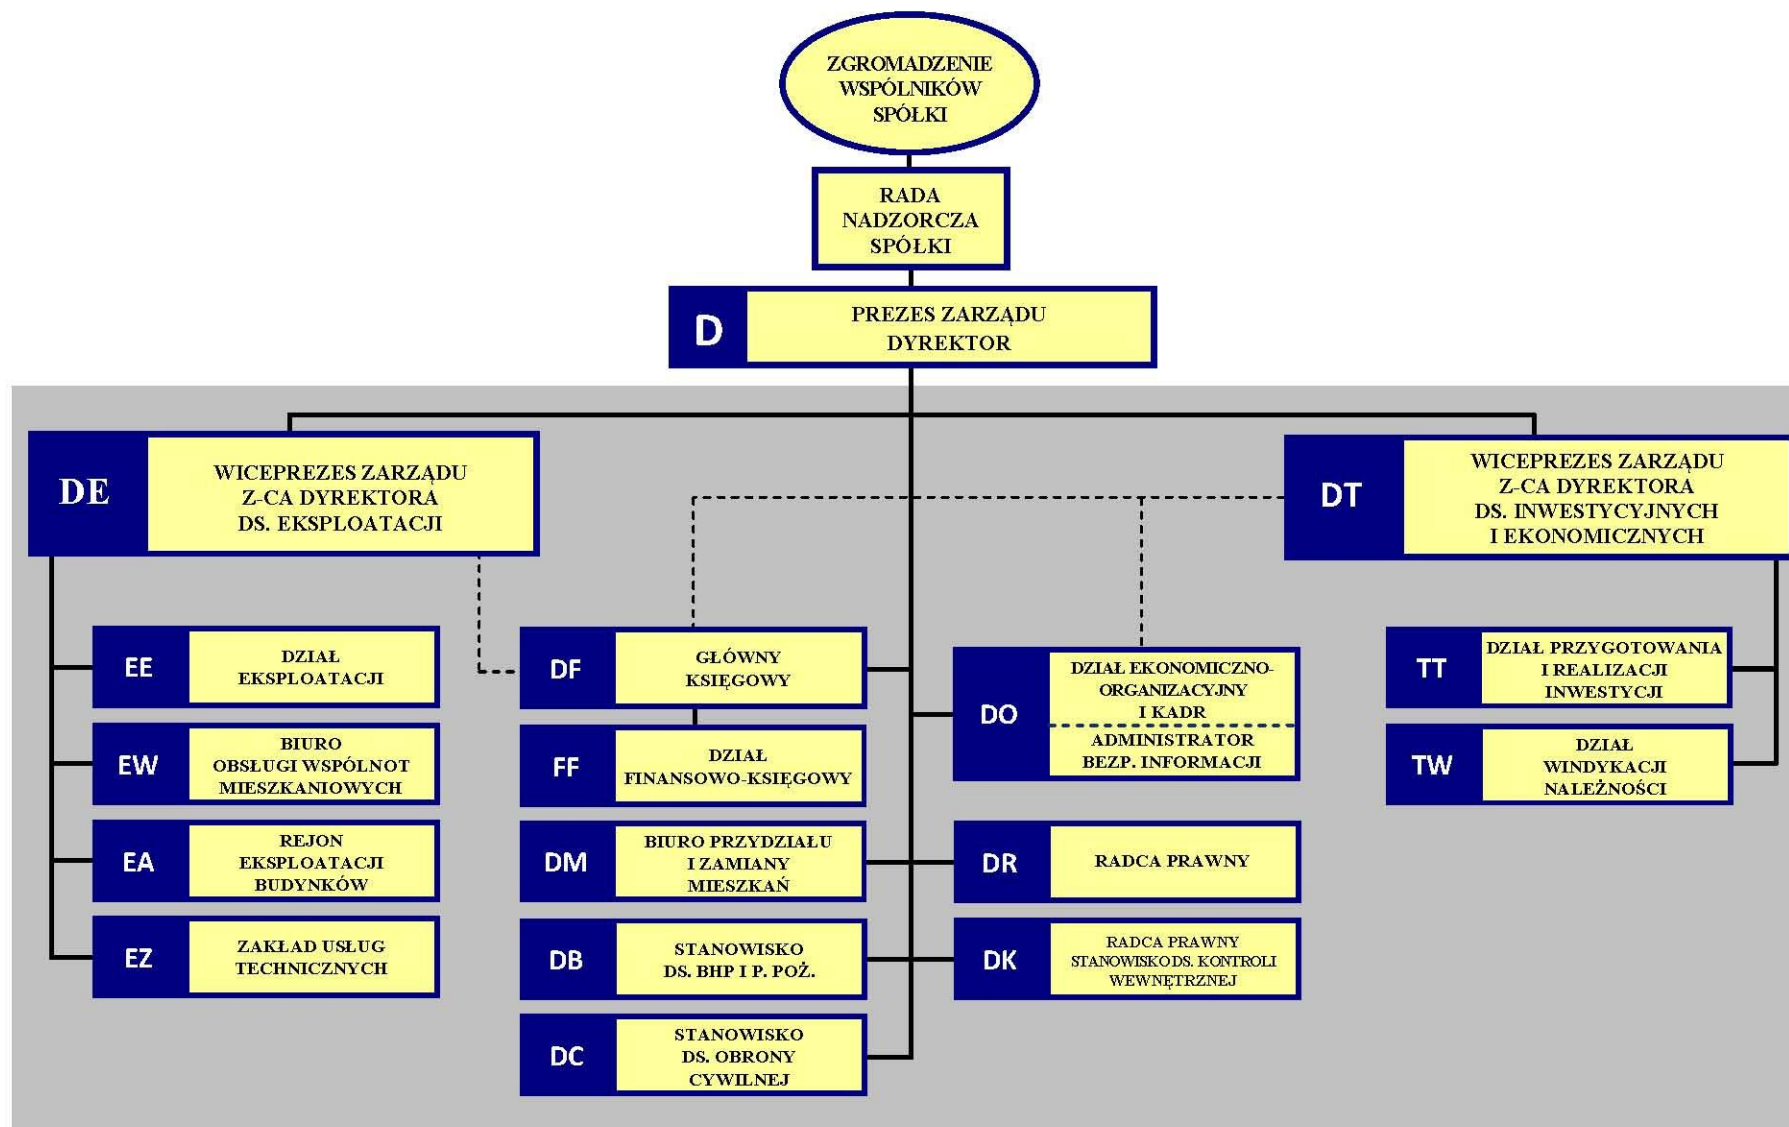 ZGROMADZENIE
WSPÓLNIKÓW
SPÓŁKI
RADA
NADZORCZA
SPÓŁKI
D
PREZES ZARZĄDU
DYREKTOR
DE
WICEPREZES ZARZĄDU
Z-CA DYREKTORA
DS. EKSPLOATACJI
DT
WICEPREZES ZARZĄDU
Z-CA DYREKTORA
DS. INWESTYCYJNYCH
I EKONOMICZNYCH
EE
DZIAŁ
EKSPLOATACJI
EW
BIURO
OBSŁUGI WSPÓLNOT
MIESZKANIOWYCH
EA
REJON
EKSPLOATACJI
BUDYNKÓW
EZ
ZAKŁAD USŁUG
TECHNICZNYCH
DF
GŁÓWNY
KSIĘGOWY
FF
DZIAŁ
FINANSOWO-KSIĘGOWY
DM
BIURO PRZYDZIAŁU
I ZAMIANY
MIESZKAŃ
DB
STANOWISKO
DS. BHP I P. POŻ.
DC
STANOWISKO
DS. OBRONY
CYWILNEJ
DO
DZIAŁ EKONOMICZNO-
ORGANIZACYJNY
I KADR
ADMINISTRATOR
BEZP. INFORMACJI
DR
RADCA PRAWNY
DK
RADCA PRAWNY
STANOWISKO DS. KONTROLI
WEWNĘTRZNEJ
TT
DZIAŁ PRZYGOTOWANIA
I REALIZACJI
INWESTYCJI
TW
DZIAŁ
WINDYKACJI
NALEŻNOŚCI